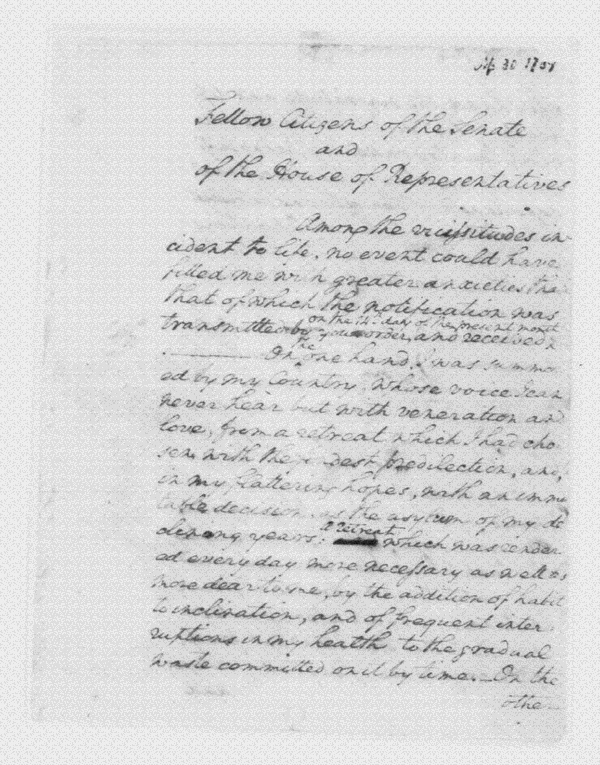 Ap 30 1789
Fellow Citizens of the Senate
and
of the House of Representatives
Among the vicissitudes in-
cident to life, no event could have
filled me with greater anxieties than
that of which the notification was
on the 14th day of the present month
transmitted by your order, and received
the
On one hand, I was summon
ed by my Country, whose voice I can
never hear but with veneration and
love, from a retreat which I had cho-
sen with the fondest predilection, and,
in my flattering hopes, with an immu
table decision, as the asylum of my de
clining years: a retreat
which was render
ed every day more necessary as well as
more dear to me, by the addition of habit
to inclination, and of frequent inter
ruptions in my health to the gradual
waste committed on it by time. On the
other